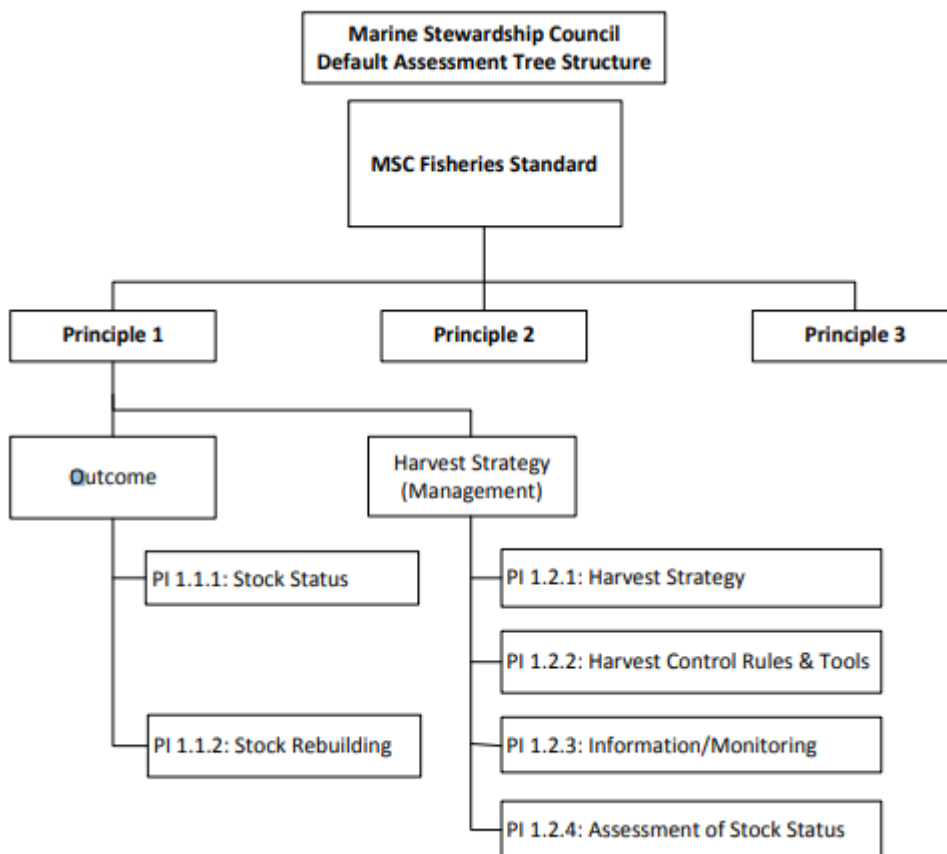 Marine Stewardship Council
Default Assessment Tree Structure
MSC Fisheries Standard
Principle 1
Principle 2
Principle 3
Outcome
Harvest Strategy
(Management)
PI 1.1.1: Stock Status
PI 1.1.2: Stock Rebuilding
PI 1.2.1: Harvest Strategy
PI 1.2.2: Harvest Control Rules & Tools
PI 1.2.3: Information/Monitoring
PI 1.2.4: Assessment of Stock Status